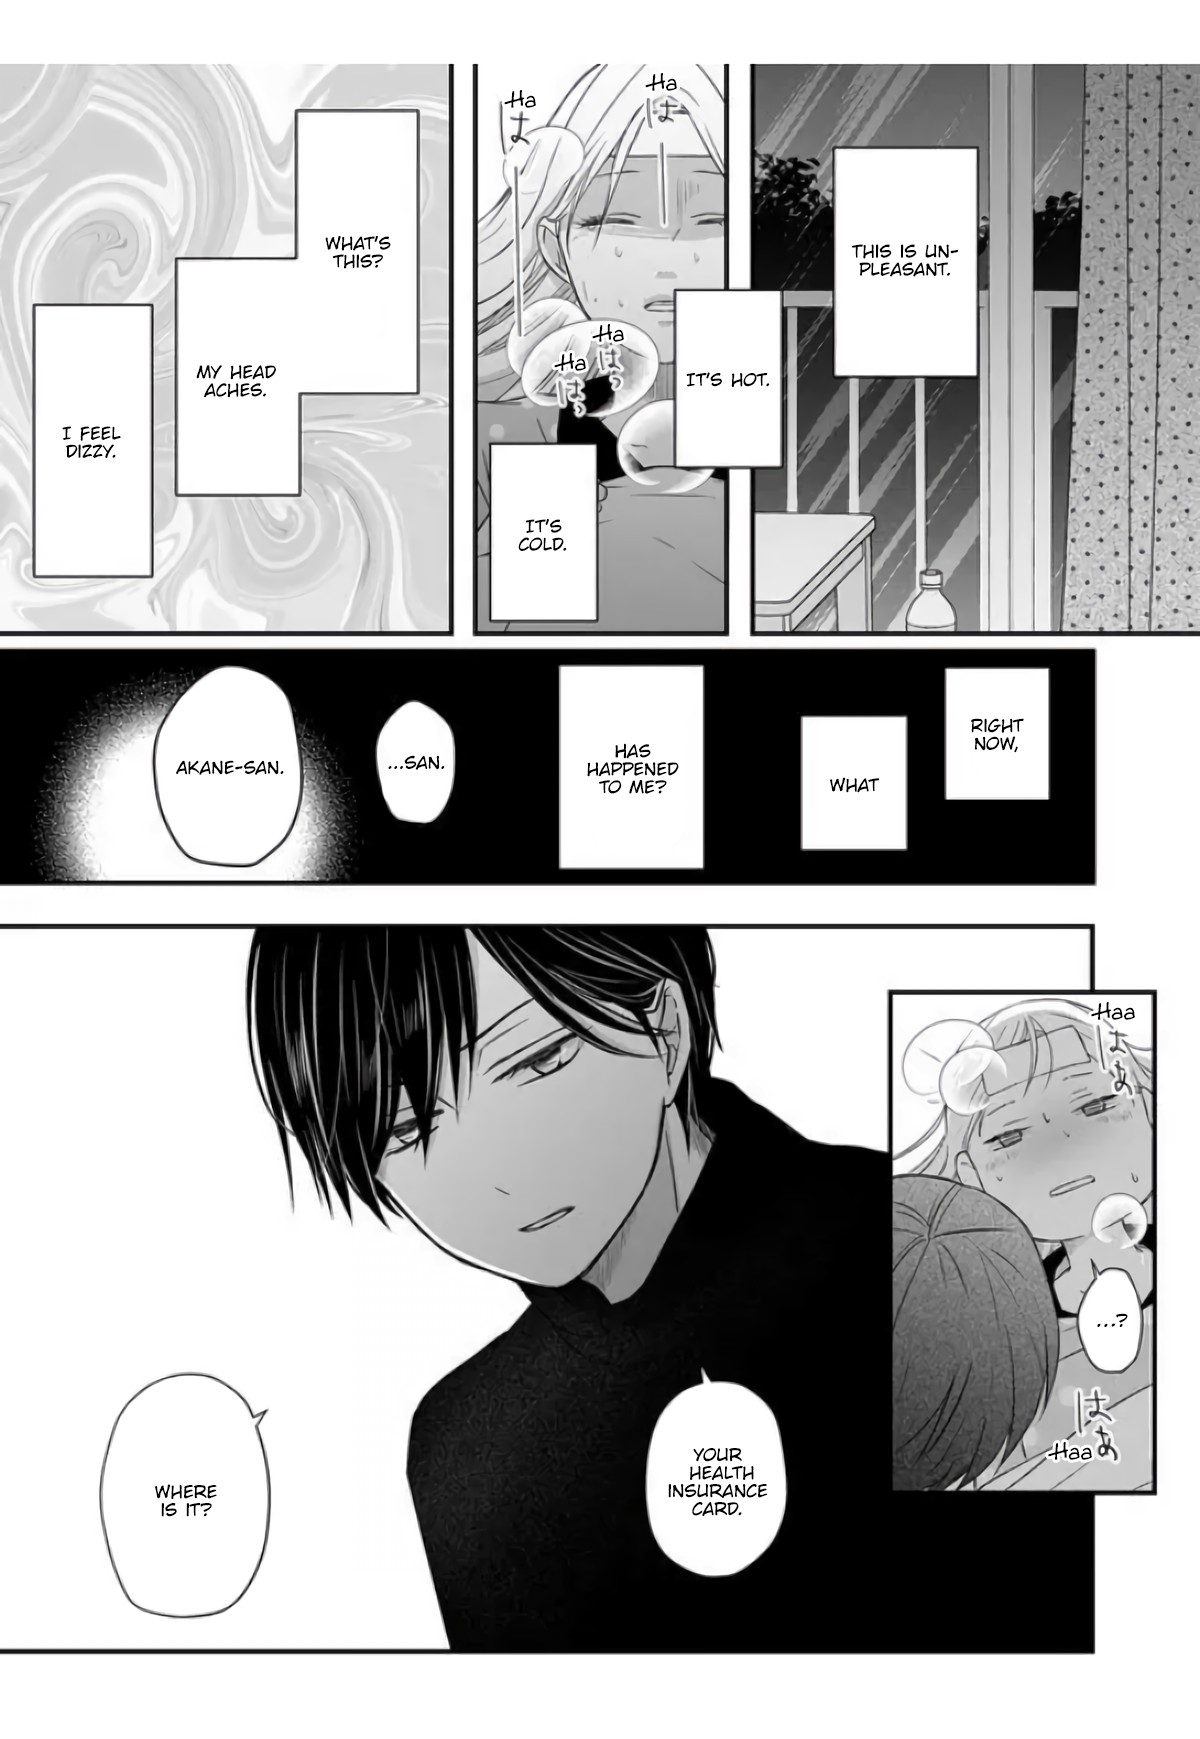 THIS IS UN-
PLEASANT.
Ha
は
Ha
は
IT'S HOT.
Ha
はっ
Ha
はっ
IT'S
COLD.
WHAT'S
THIS?
MY HEAD
ACHES.
I FEEL
DIZZY.
RIGHT
NOW,
WHAT
HAS
HAPPENED
TO ME?
...SAN.
AKANE-SAN.
Haa
はぁ
...?
はぁ
Haa
YOUR
HEALTH
INSURANCE
CARD.
WHERE
IS IT?